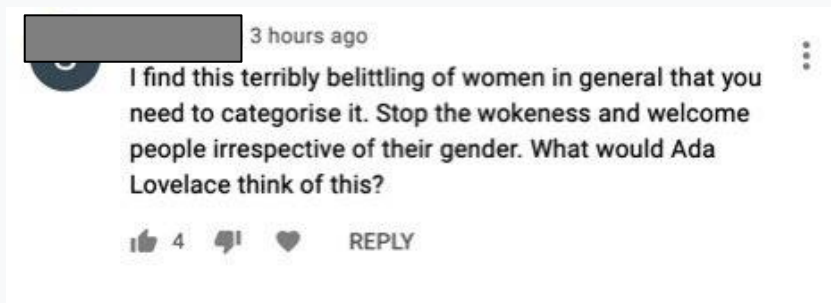 3 hours ago
I find this terribly belittling of women in general that you
need to categorise it. Stop the wokeness and welcome
people irrespective of their gender. What would Ada
Lovelace think of this?
4 REPLY